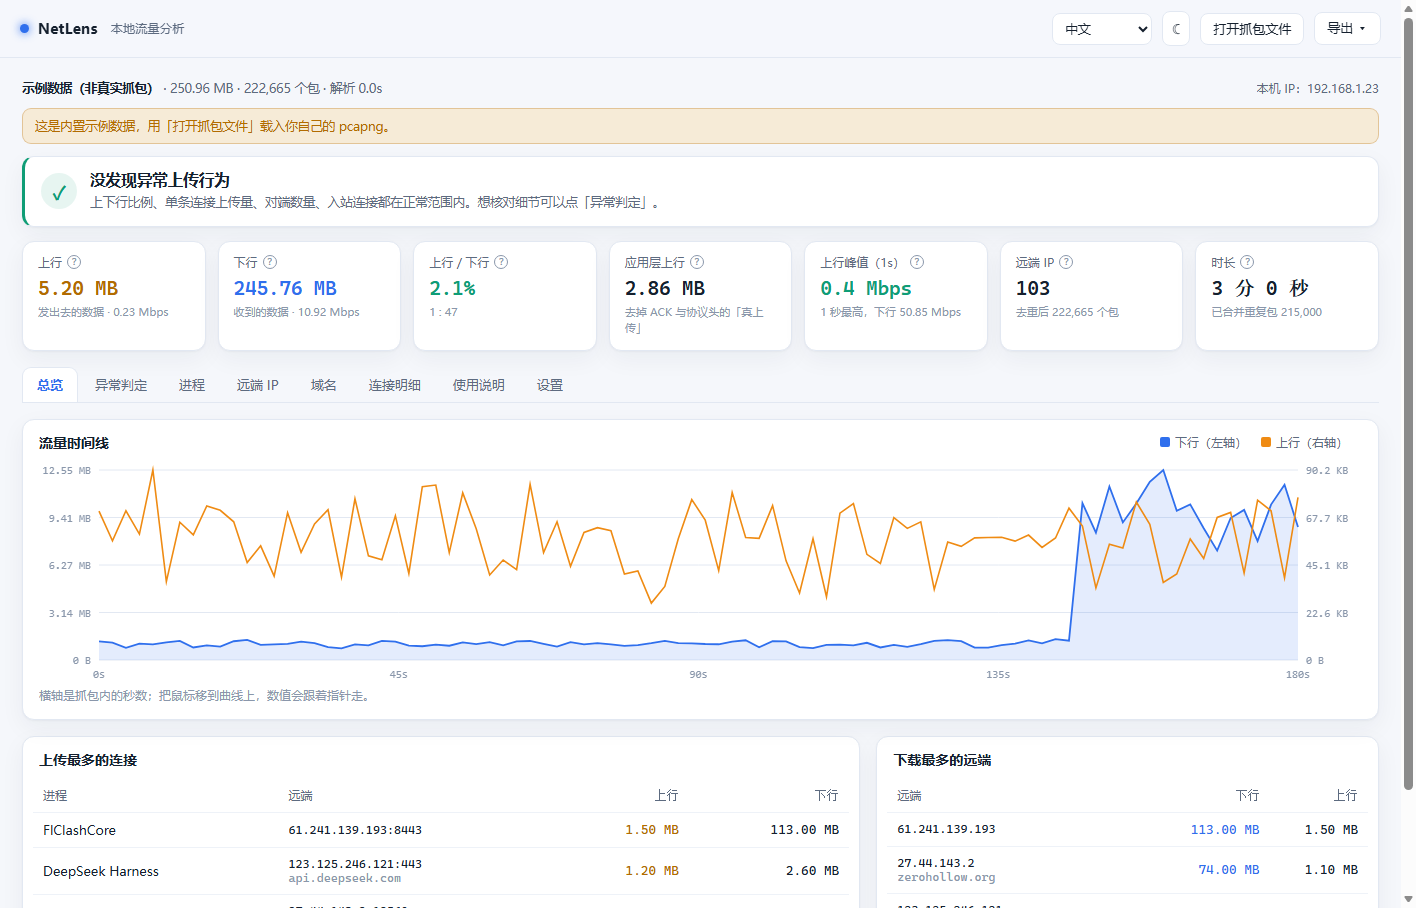 NetLens 本地流量分析 中文 打开抓包文件 导出
示例数据（非真实抓包） · 250.96 MB · 222,665 个包 · 解析 0.0s 本机 IP：192.168.1.23
这是内置示例数据，用「打开抓包文件」载入你自己的 pcapng。
没发现异常上传行为
上下行比例、单条连接上传量、对端数量、入站连接都在正常范围内。想核对细节可以点「异常判定」。
上行 ?
5.20 MB
发出去的数据 · 0.23 Mbps
下行 ?
245.76 MB
收到的数据 · 10.92 Mbps
上行 / 下行 ?
2.1%
1 : 47
应用层上行 ?
2.86 MB
去掉 ACK 与协议头的「真上
传」
上行峰值（1s） ?
0.4 Mbps
1 秒最高，下行 50.85 Mbps
远端 IP ?
103
去重后 222,665 个包
时长 ?
3 分 0 秒
已合并重复包 215,000
总览 异常判定 进程 远端 IP 域名 连接明细 使用说明 设置
流量时间线 下行（左轴） 上行（右轴）
12.55 MB 90.2 KB
9.41 MB 67.7 KB
6.27 MB 45.1 KB
3.14 MB 22.6 KB
0 B 0 B
0s 45s 90s 135s 180s
横轴是抓包内的秒数；把鼠标移到曲线上，数值会跟着指针走。
上传最多的连接
进程 远端 上行 下行
FlClashCore 61.241.139.193:8443 1.50 MB 113.00 MB
DeepSeek Harness 123.125.246.121:443 1.20 MB 2.60 MB
api.deepseek.com
下载最多的远端
远端 下行 上行
61.241.139.193 113.00 MB 1.50 MB
27.44.143.2 74.00 MB 1.10 MB
zerohollow.org